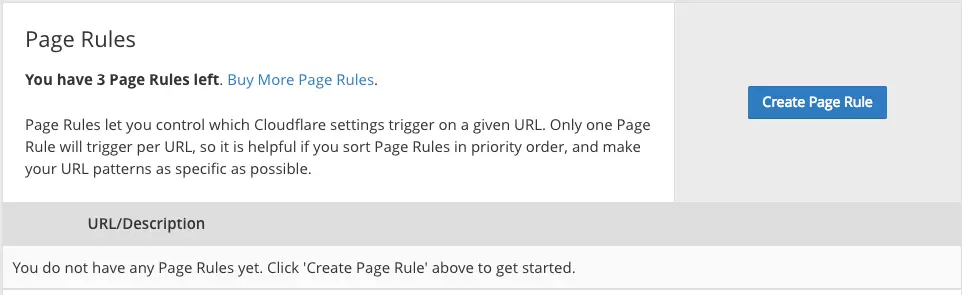 Page Rules
You have 3 Page Rules left. Buy More Page Rules.
Create Page Rule
Page Rules let you control which Cloudflare settings trigger on a given URL. Only one Page
Rule will trigger per URL, so it is helpful if you sort Page Rules in priority order, and make
your URL patterns as specific as possible.
URL/Description
You do not have any Page Rules yet. Click 'Create Page Rule' above to get started.